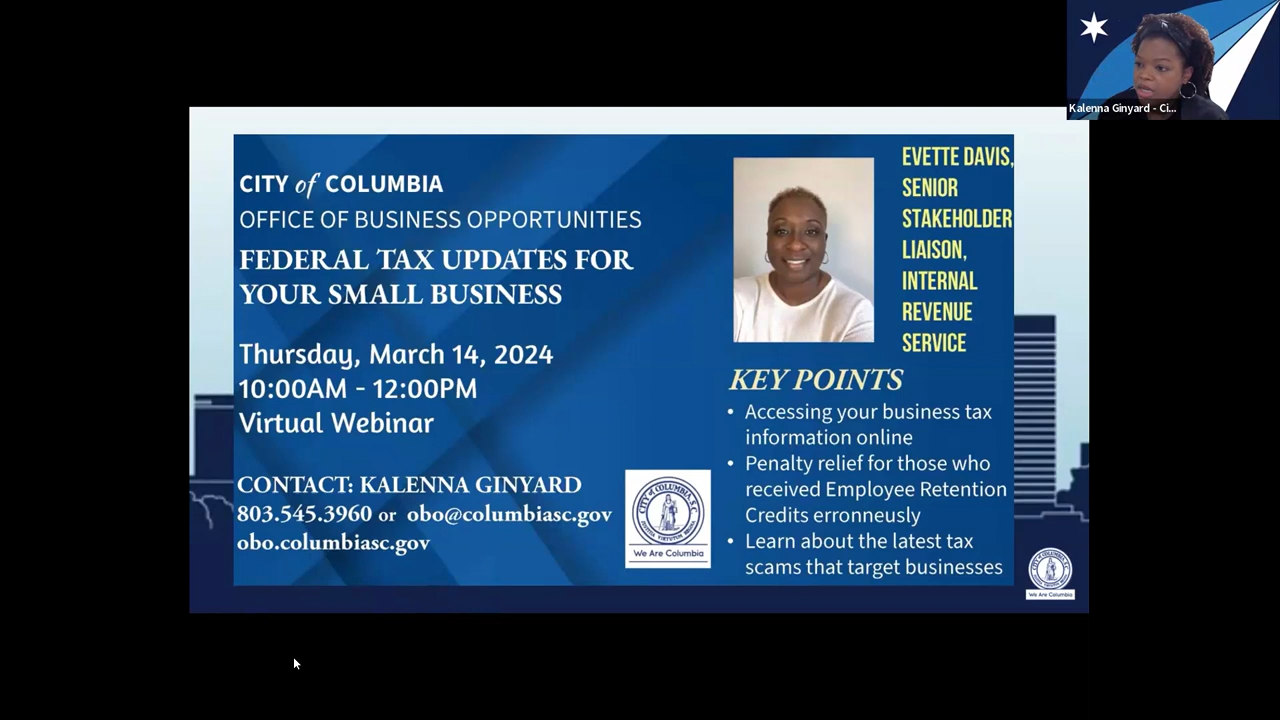 Kalenna Ginyard - Ci...
CITY of COLUMBIA
OFFICE OF BUSINESS OPPORTUNITIES
FEDERAL TAX UPDATES FOR
YOUR SMALL BUSINESS
Thursday, March 14, 2024
10:00AM - 12:00PM
Virtual Webinar
CONTACT: KALENNA GINYARD
803.545.3960 or obo@columbiasc.gov
obo.columbiasc.gov
We Are Columbia
EVETTE DAVIS,
SENIOR
STAKEHOLDER
LIAISON,
INTERNAL
REVENUE
SERVICE
KEY POINTS
• Accessing your business tax
information online
• Penalty relief for those who
received Employee Retention
Credits erronneusly
• Learn about the latest tax
scams that target businesses
We Are Columbia